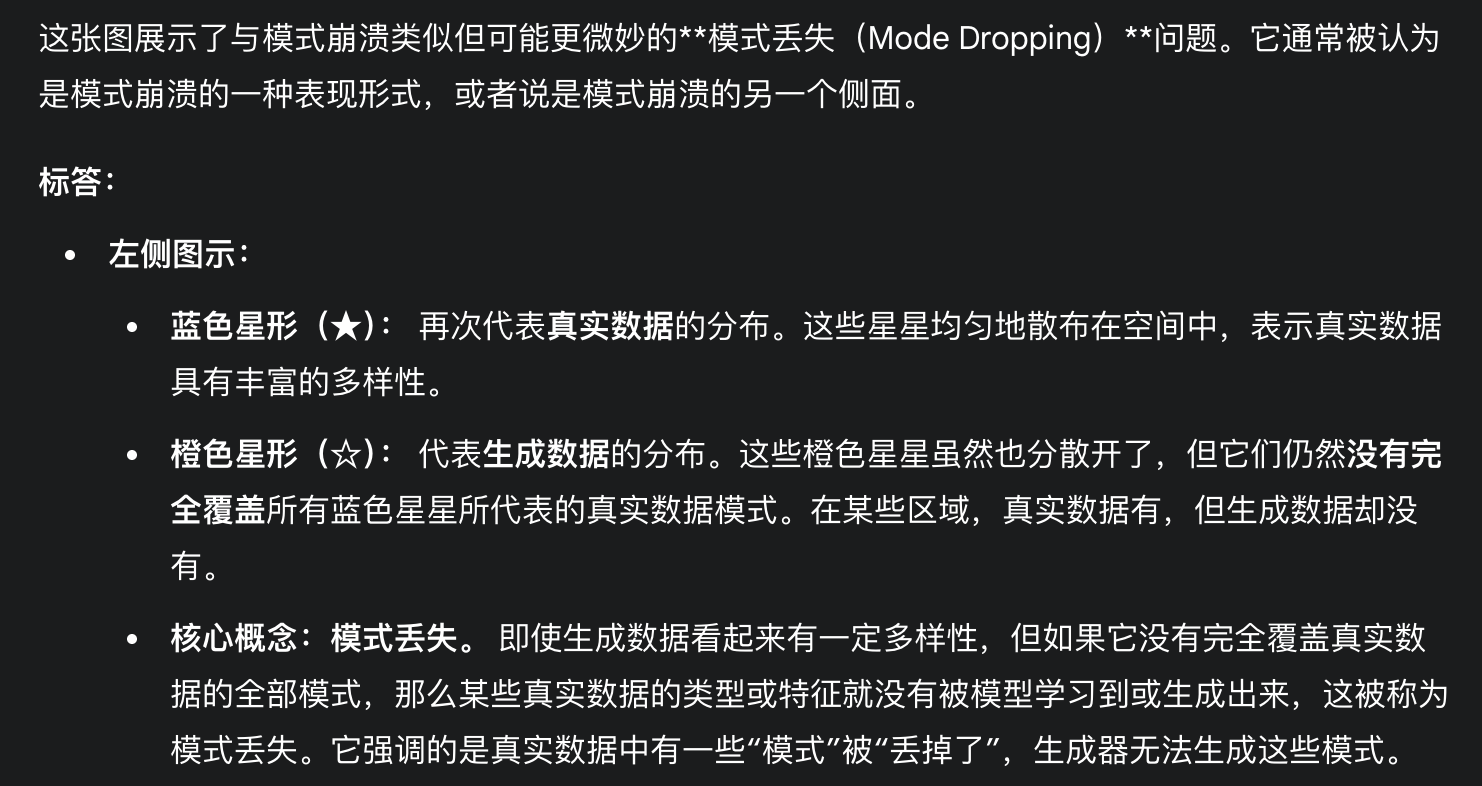 这张图展示了与模式崩溃类似但可能更微妙的**模式丢失（Mode Dropping）**问题。它通常被认为
是模式崩溃的一种表现形式，或者说是模式崩溃的另一个侧面。
标答：
• 左侧图示：
• 蓝色星形（★）： 再次代表真实数据的分布。这些星星均匀地散布在空间中，表示真实数据
具有丰富的多样性。
• 橙色星形（☆）： 代表生成数据的分布。这些橙色星星虽然也分散开了，但它们仍然没有完
全覆盖所有蓝色星星所代表的真实数据模式。在某些区域，真实数据有，但生成数据却没
有。
• 核心概念：模式丢失。 即使生成数据看起来有一定多样性，但如果它没有完全覆盖真实数
据的全部模式，那么某些真实数据的类型或特征就没有被模型学习到或生成出来，这被称为
模式丢失。它强调的是真实数据中有一些“模式”被“丢掉了”，生成器无法生成这些模式。